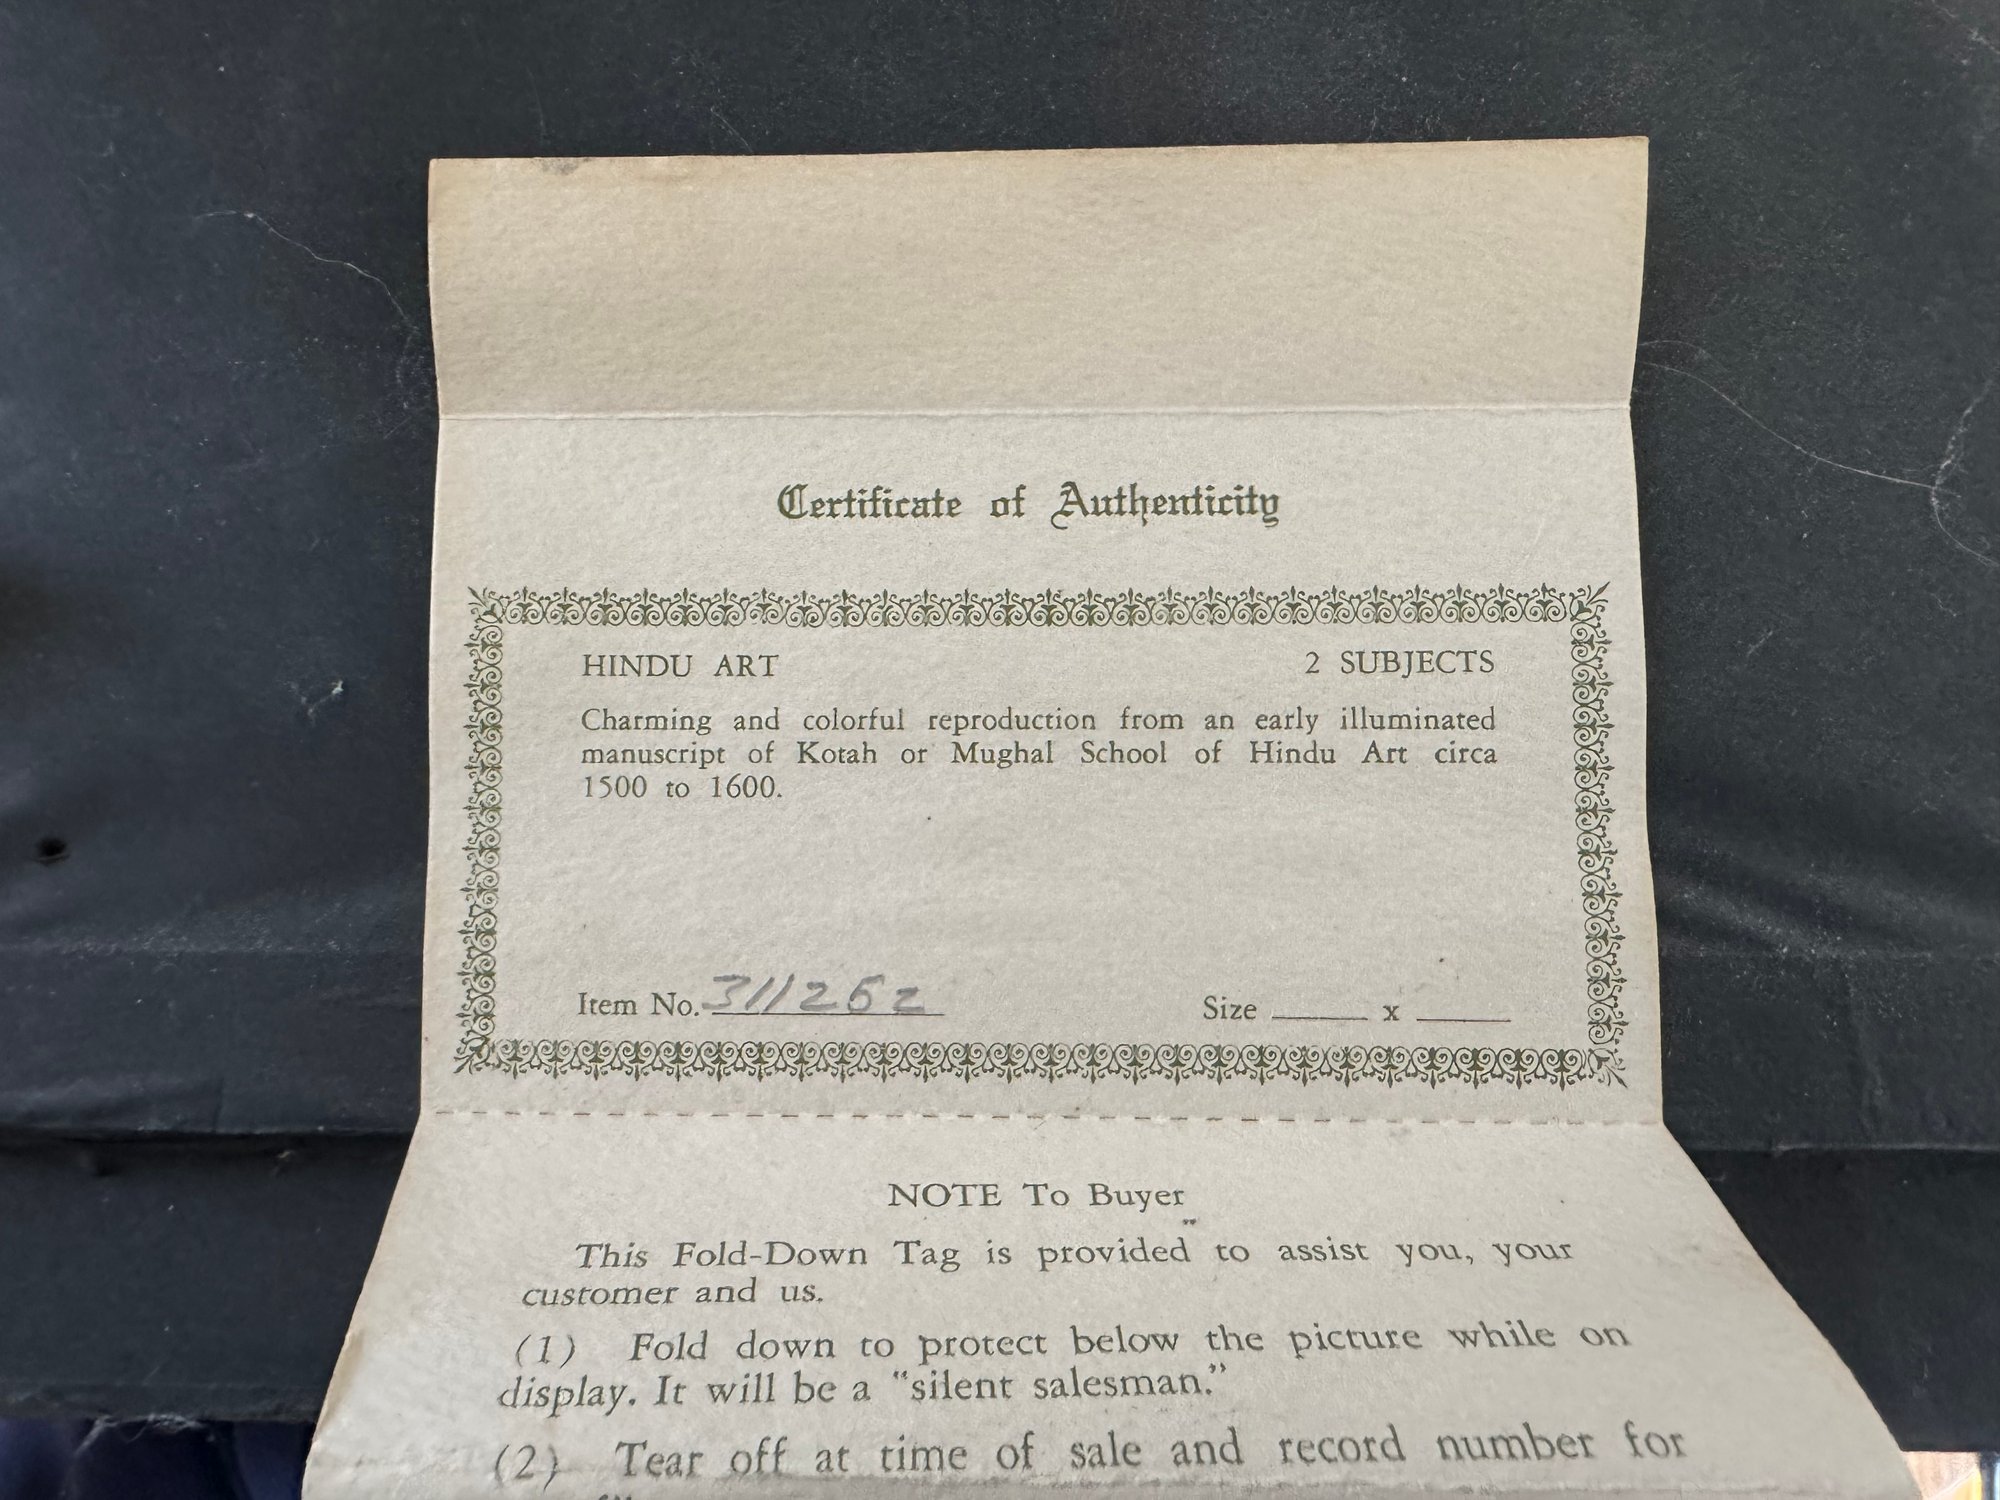 Certificate of Authenticity
HINDU ART 2 SUBJECTS
Charming and colorful reproduction from an early illuminated
manuscript of Kotah or Mughal School of Hindu Art circa
1500 to 1600.
Item No. 311252 Size ______ x ______
NOTE To Buyer
This Fold-Down Tag is provided to assist you, your
customer and us.
(1) Fold down to protect below the picture while on
display. It will be a "silent salesman."
(2) Tear off at time of sale and record number for